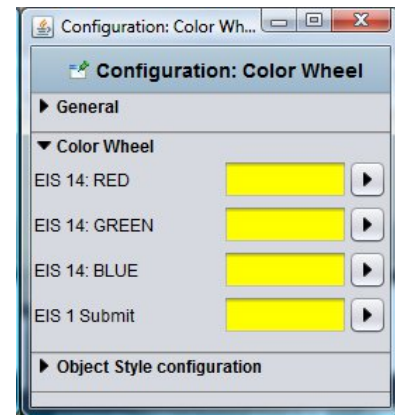 Configuration: Color Wh...
Configuration: Color Wheel
General
Color Wheel
EIS 14: RED
EIS 14: GREEN
EIS 14: BLUE
EIS 1 Submit
Object Style configuration